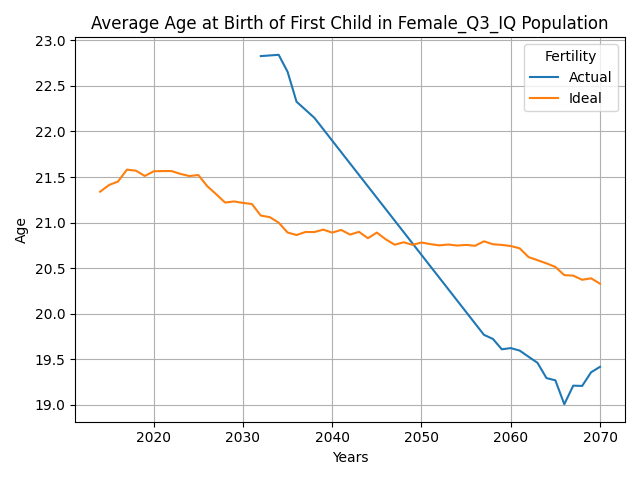 Average Age at Birth of First Child in Female_Q3_IQ Population
23.0
22.5
22.0
21.5
21.0
20.5
20.0
19.5
19.0
Age
Fertility
Actual
Ideal
2020 2030 2040 2050 2060 2070
Years